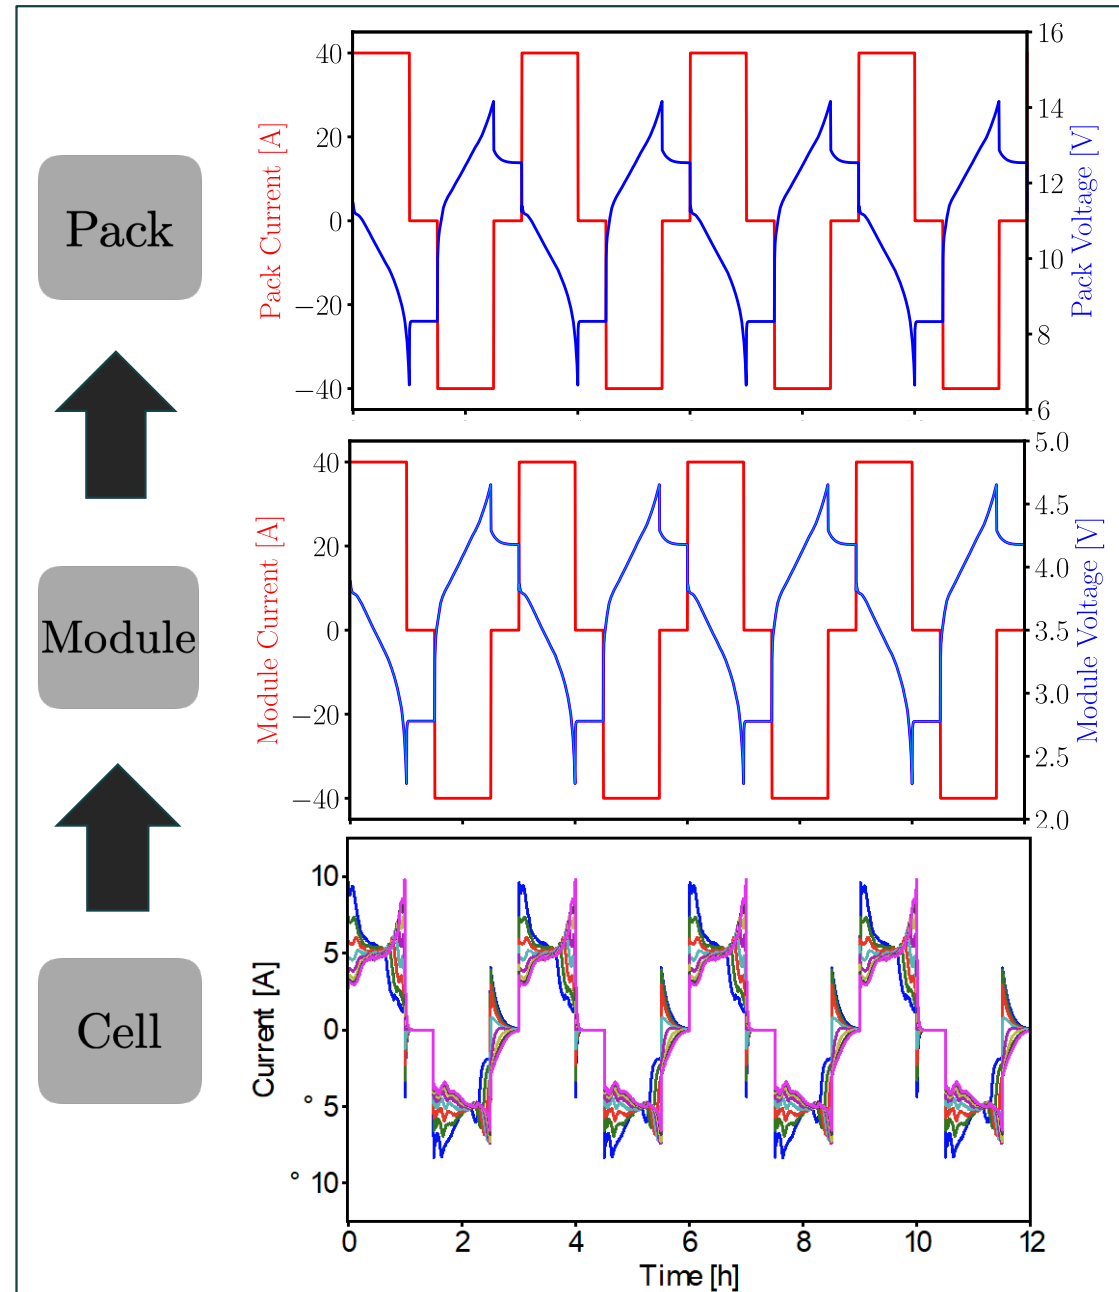 Pack
Module
Cell
Pack Current [A]
40
20
0
−20
−40
Pack Voltage [V]
16
14
12
10
8
6
Module Current [A]
40
20
0
−20
−40
Module Voltage [V]
5.0
4.5
4.0
3.5
3.0
2.5
2.0
Current [A]
10
5
0
° 5
° 10
0 2 4 6 8 10 12
Time [h]